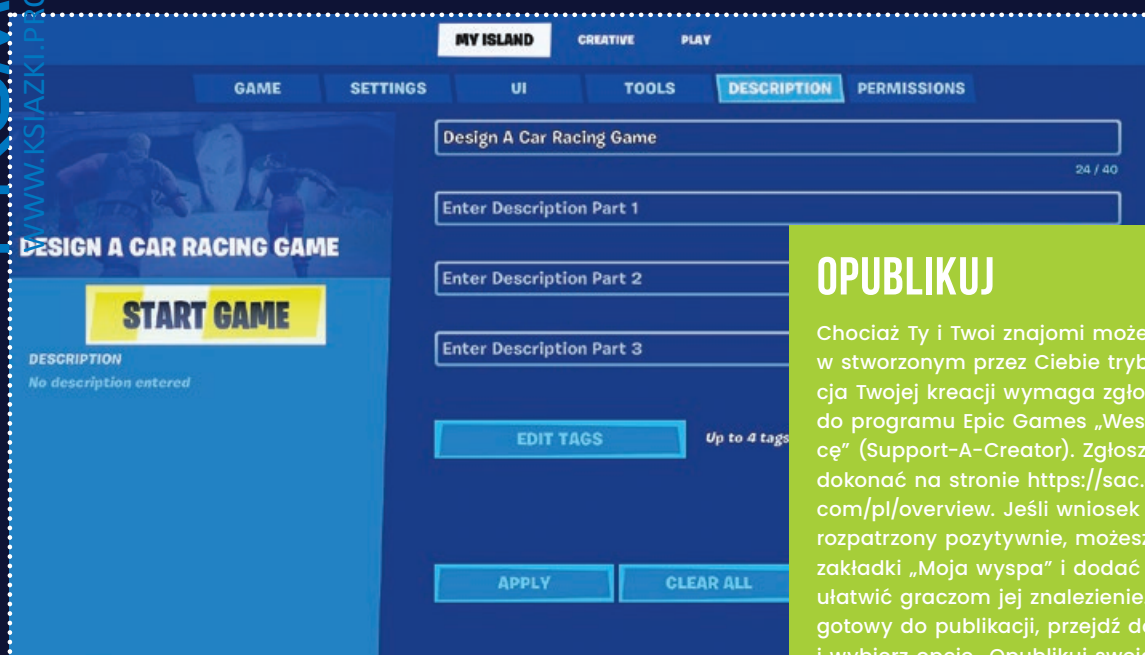 WWW.KSIAZKI.PRO
MY ISLAND CREATIVE PLAY
GAME SETTINGS UI TOOLS DESCRIPTION PERMISSIONS
DESIGN A CAR RACING GAME
START GAME
DESCRIPTION
No description entered
Design A Car Racing Game
24 / 40
Enter Description Part 1
Enter Description Part 2
Enter Description Part 3
EDIT TAGS Up to 4 tags
APPLY CLEAR ALL
OPUBLIKUJ
Chociaż Ty i Twoi znajomi może
w stworzonym przez Ciebie tryb
cja Twojej kreacji wymaga zgło
do programu Epic Games „Wes
cę” (Support-A-Creator). Zgłosz
dokonać na stronie https://sac.
com/pl/overview. Jeśli wniosek
rozpatrzony pozytywnie, możesz
zakładki „Moja wyspa” i dodać
ułatwić graczom jej znalezienie
gotowy do publikacji, przejdź do
i wybierz opcję „Opublikuj swoj